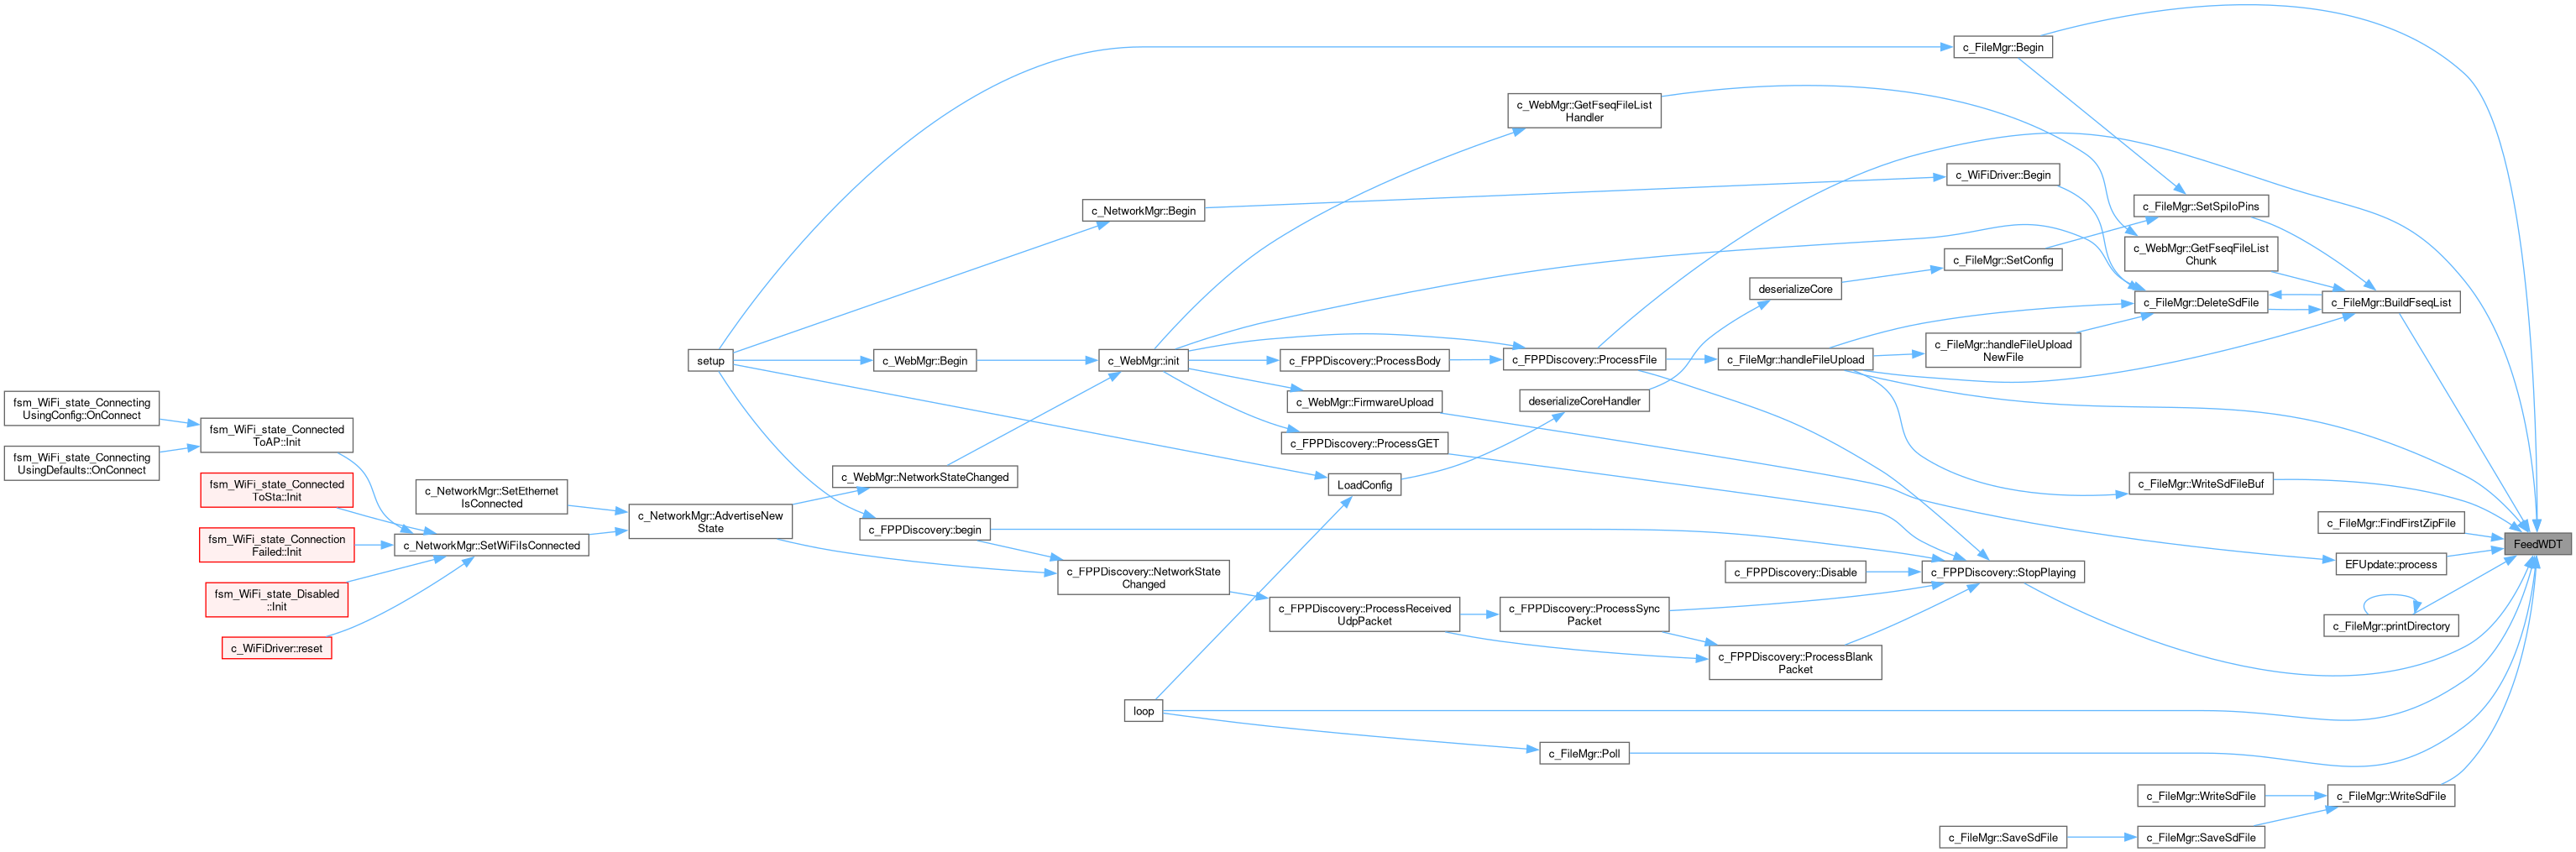 c_FileMgr::Begin
c_WebMgr::GetFseqFileList
Handler
c_WiFiDriver::Begin
c_NetworkMgr::Begin
c_FileMgr::SetSpiIoPins
c_WebMgr::GetFseqFileList
Chunk
c_FileMgr::SetConfig
deserializeCore
c_FileMgr::DeleteSdFile
c_FileMgr::BuildFseqList
setup
c_WebMgr::Begin
c_WebMgr::init
c_FPPDiscovery::ProcessBody
c_FPPDiscovery::ProcessFile
c_FileMgr::handleFileUpload
c_FileMgr::handleFileUpload
NewFile
c_WebMgr::FirmwareUpload
deserializeCoreHandler
fsm_WiFi_state_Connecting
UsingConfig::OnConnect
fsm_WiFi_state_Connected
ToAP::Init
c_FPPDiscovery::ProcessGET
fsm_WiFi_state_Connecting
UsingDefaults::OnConnect
fsm_WiFi_state_Connected
ToSta::Init
c_NetworkMgr::SetEthernet
IsConnected
c_WebMgr::NetworkStateChanged
LoadConfig
c_FileMgr::WriteSdFileBuf
c_NetworkMgr::AdvertiseNew
State
c_FPPDiscovery::begin
c_FileMgr::FindFirstZipFile
fsm_WiFi_state_Connection
Failed::Init
c_NetworkMgr::SetWiFiIsConnected
FeedWDT
c_FPPDiscovery::NetworkState
Changed
c_FPPDiscovery::Disable
c_FPPDiscovery::StopPlaying
EFUpdate::process
fsm_WiFi_state_Disabled
::Init
c_FPPDiscovery::ProcessReceived
UdpPacket
c_FPPDiscovery::ProcessSync
Packet
c_FileMgr::printDirectory
c_WiFiDriver::reset
c_FPPDiscovery::ProcessBlank
Packet
loop
c_FileMgr::Poll
c_FileMgr::WriteSdFile
c_FileMgr::WriteSdFile
c_FileMgr::SaveSdFile
c_FileMgr::SaveSdFile